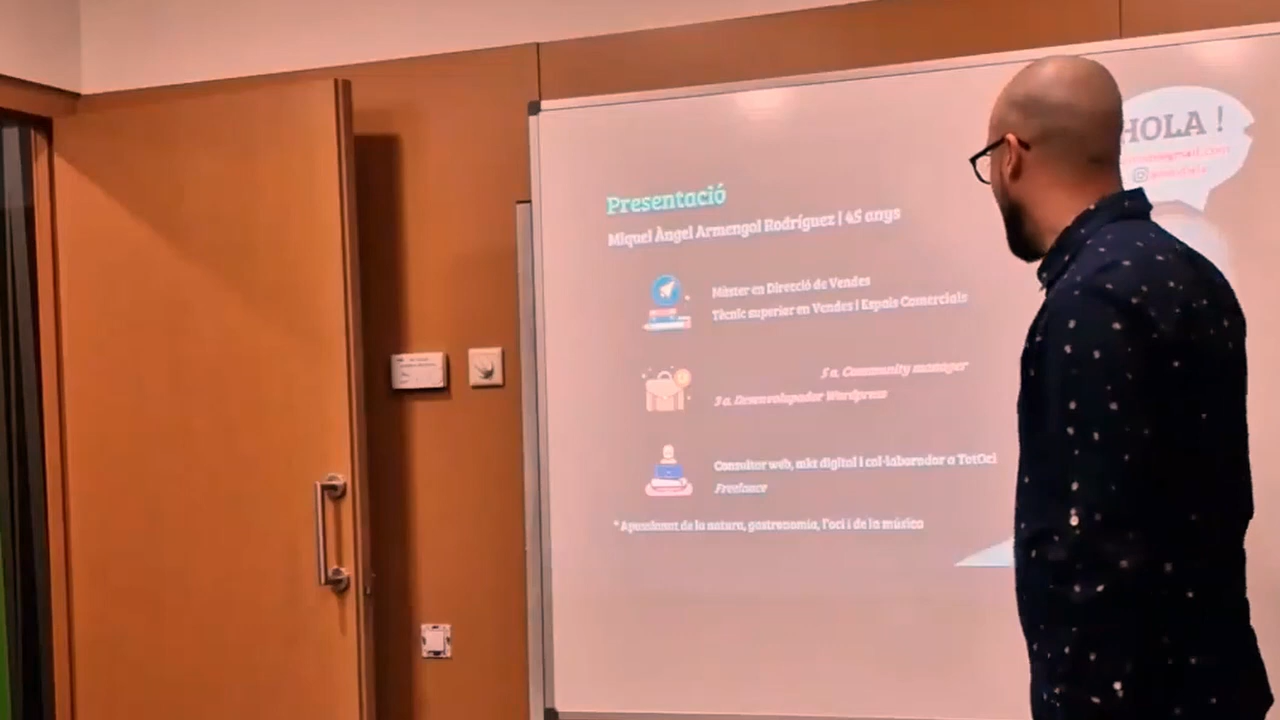 HOLA !
Presentació
Miquel Àngel Armengol Rodríguez | 45 anys
Màster en Direcció de Vendes
Tècnic superior en Vendes i Espais Comercials
5 a. Community manager
3 a. Desenvolupador Wordpress
Consultor web, mkt digital i col·laborador a TotOci
Freelance
* Apassionat de la natura, gastronomia, l'oci i de la música